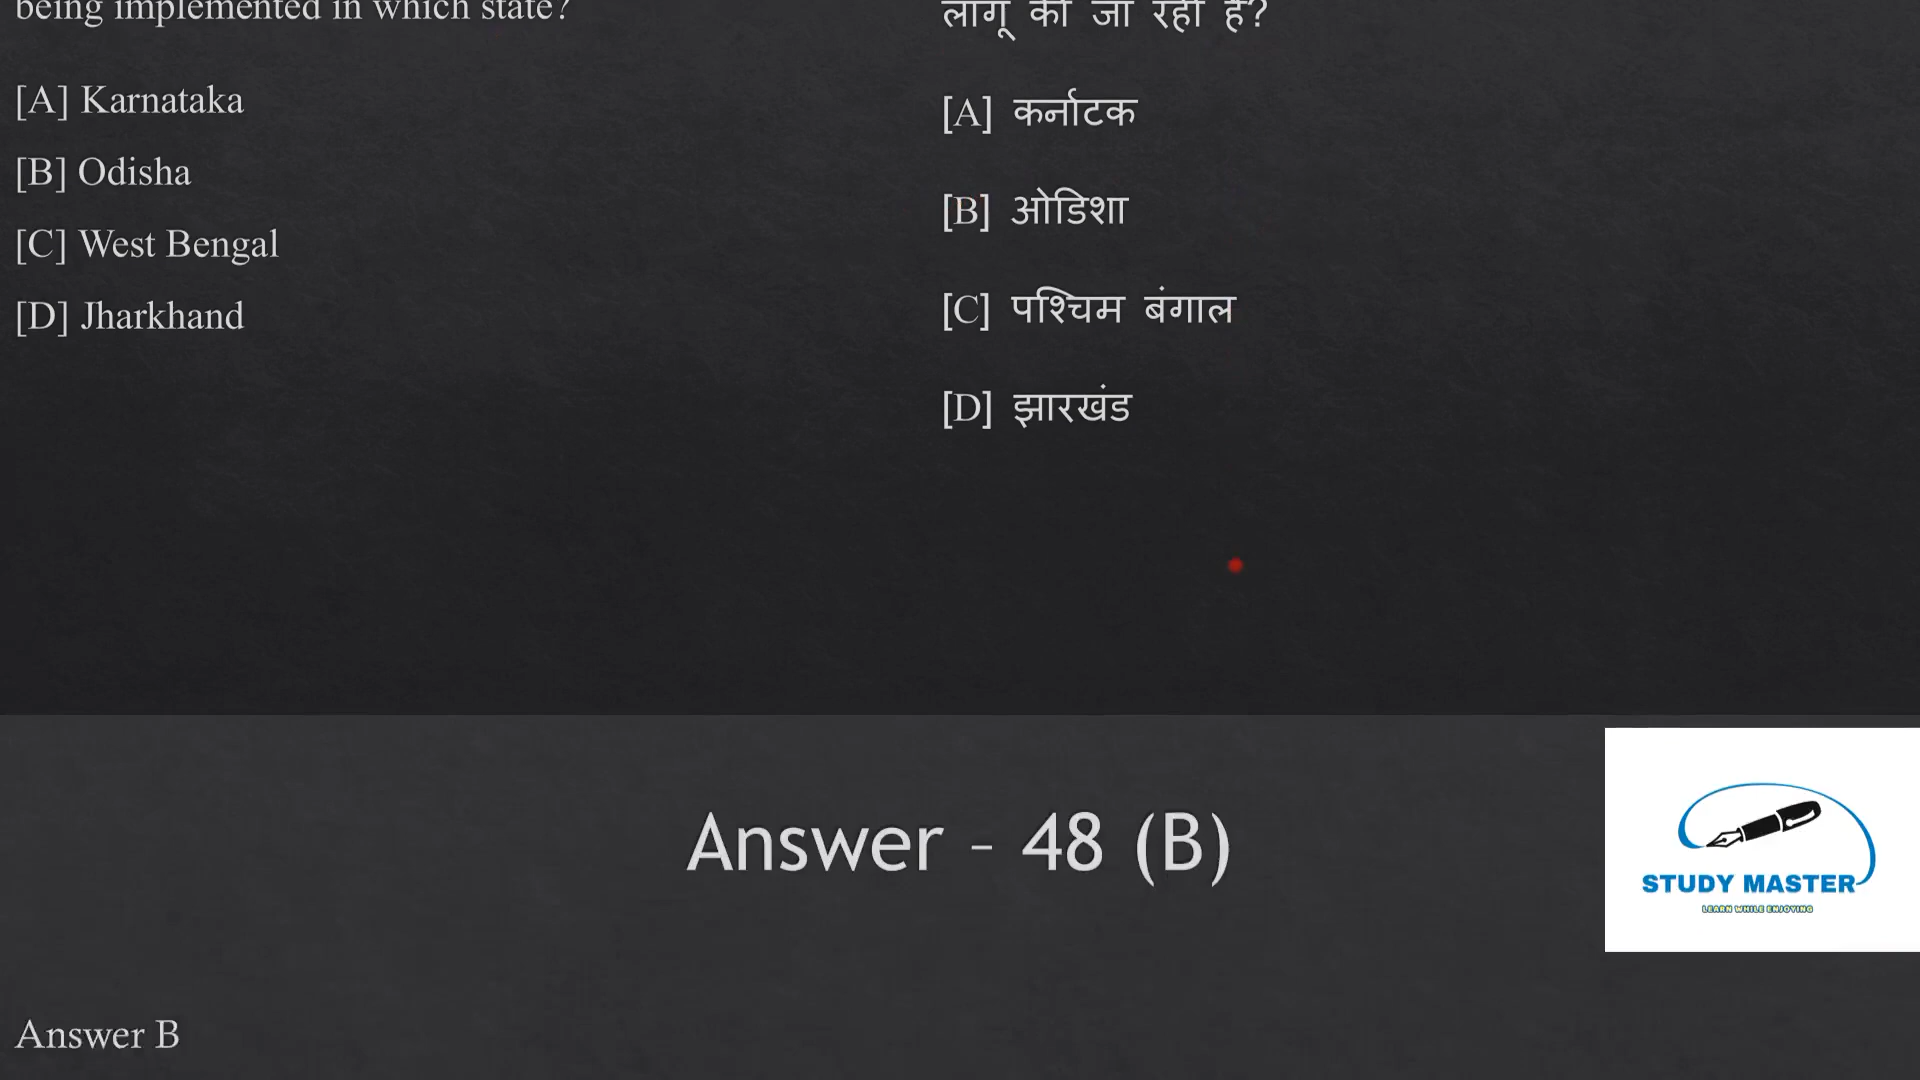 being implemented in which state?
[A] Karnataka
[B] Odisha
[C] West Bengal
[D] Jharkhand
लागू की जा रही है?
[A] कर्नाटक
[B] ओडिशा
[C] पश्चिम बंगाल
[D] झारखंड
Answer – 48 (B)
STUDY MASTER
LEARN WHILE ENJOYING
Answer B